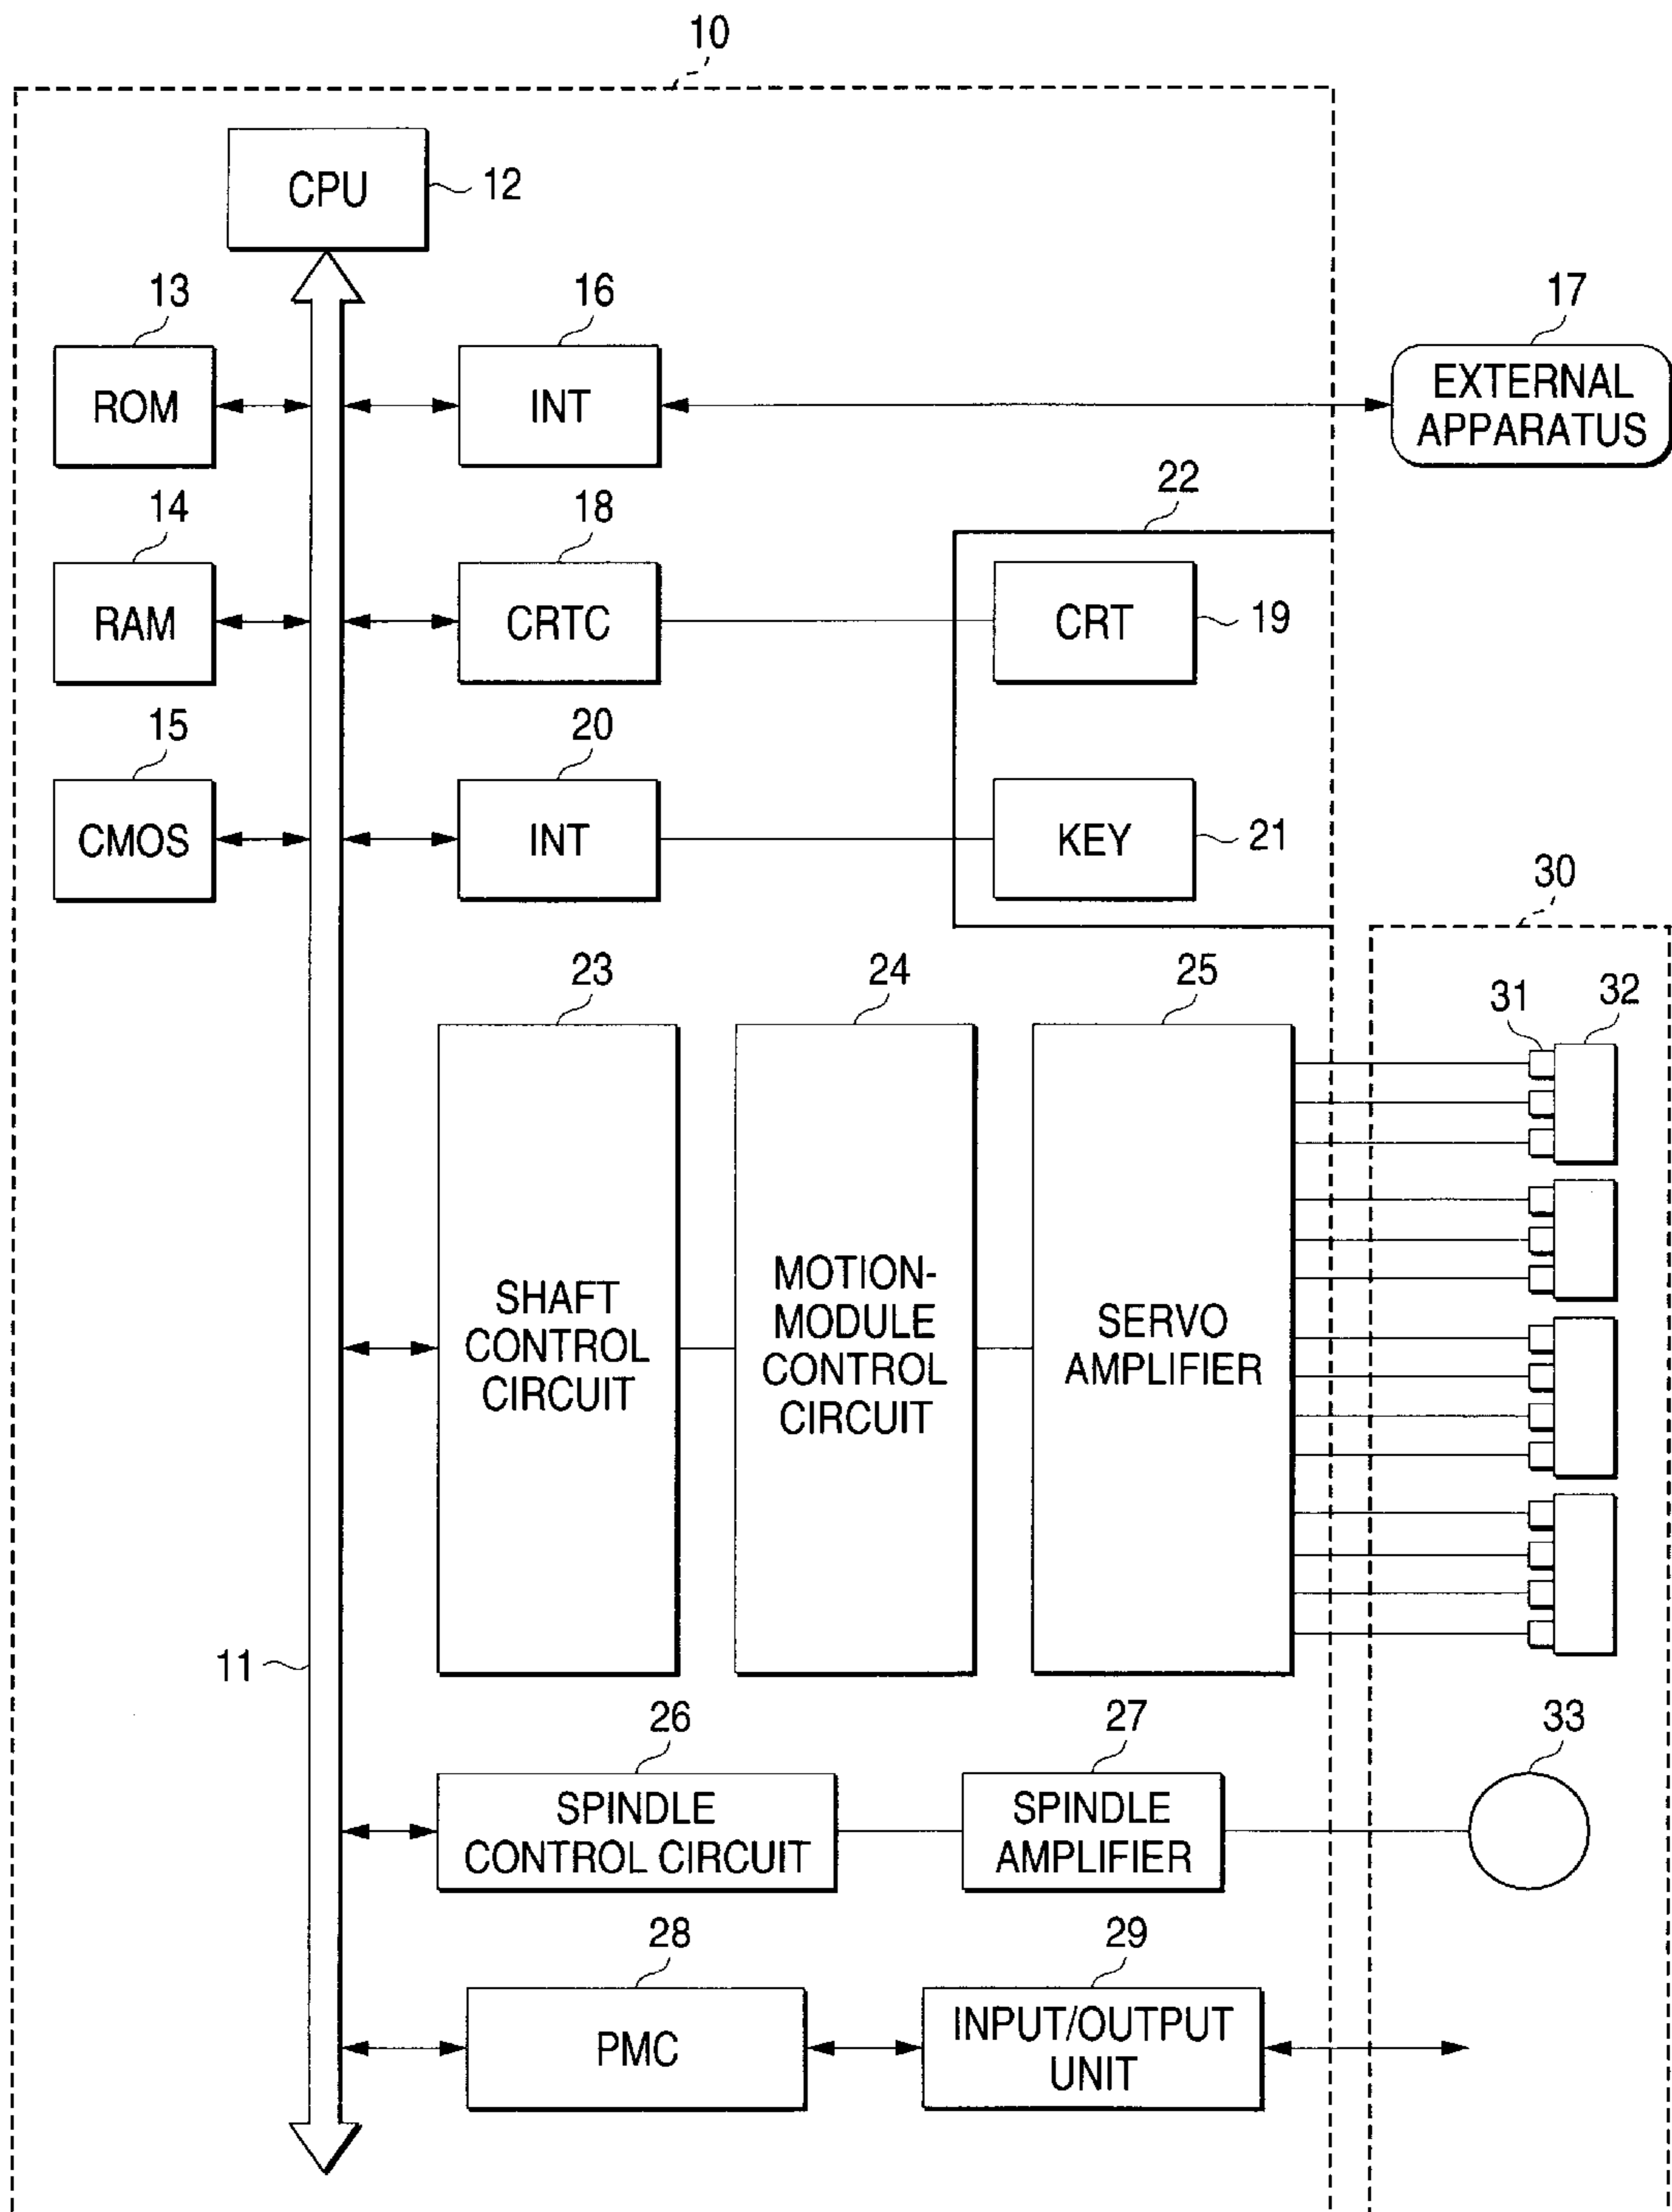 10
CPU
12
13
16
17
ROM
INT
EXTERNAL
APPARATUS
14
18
22
RAM
CRTC
CRT
19
15
20
CMOS
INT
KEY
21
30
23
24
25
31
32
SHAFT
CONTROL
CIRCUIT
MOTION-
MODULE
CONTROL
CIRCUIT
SERVO
AMPLIFIER
11
26
27
33
SPINDLE
CONTROL CIRCUIT
SPINDLE
AMPLIFIER
28
29
PMC
INPUT/OUTPUT
UNIT